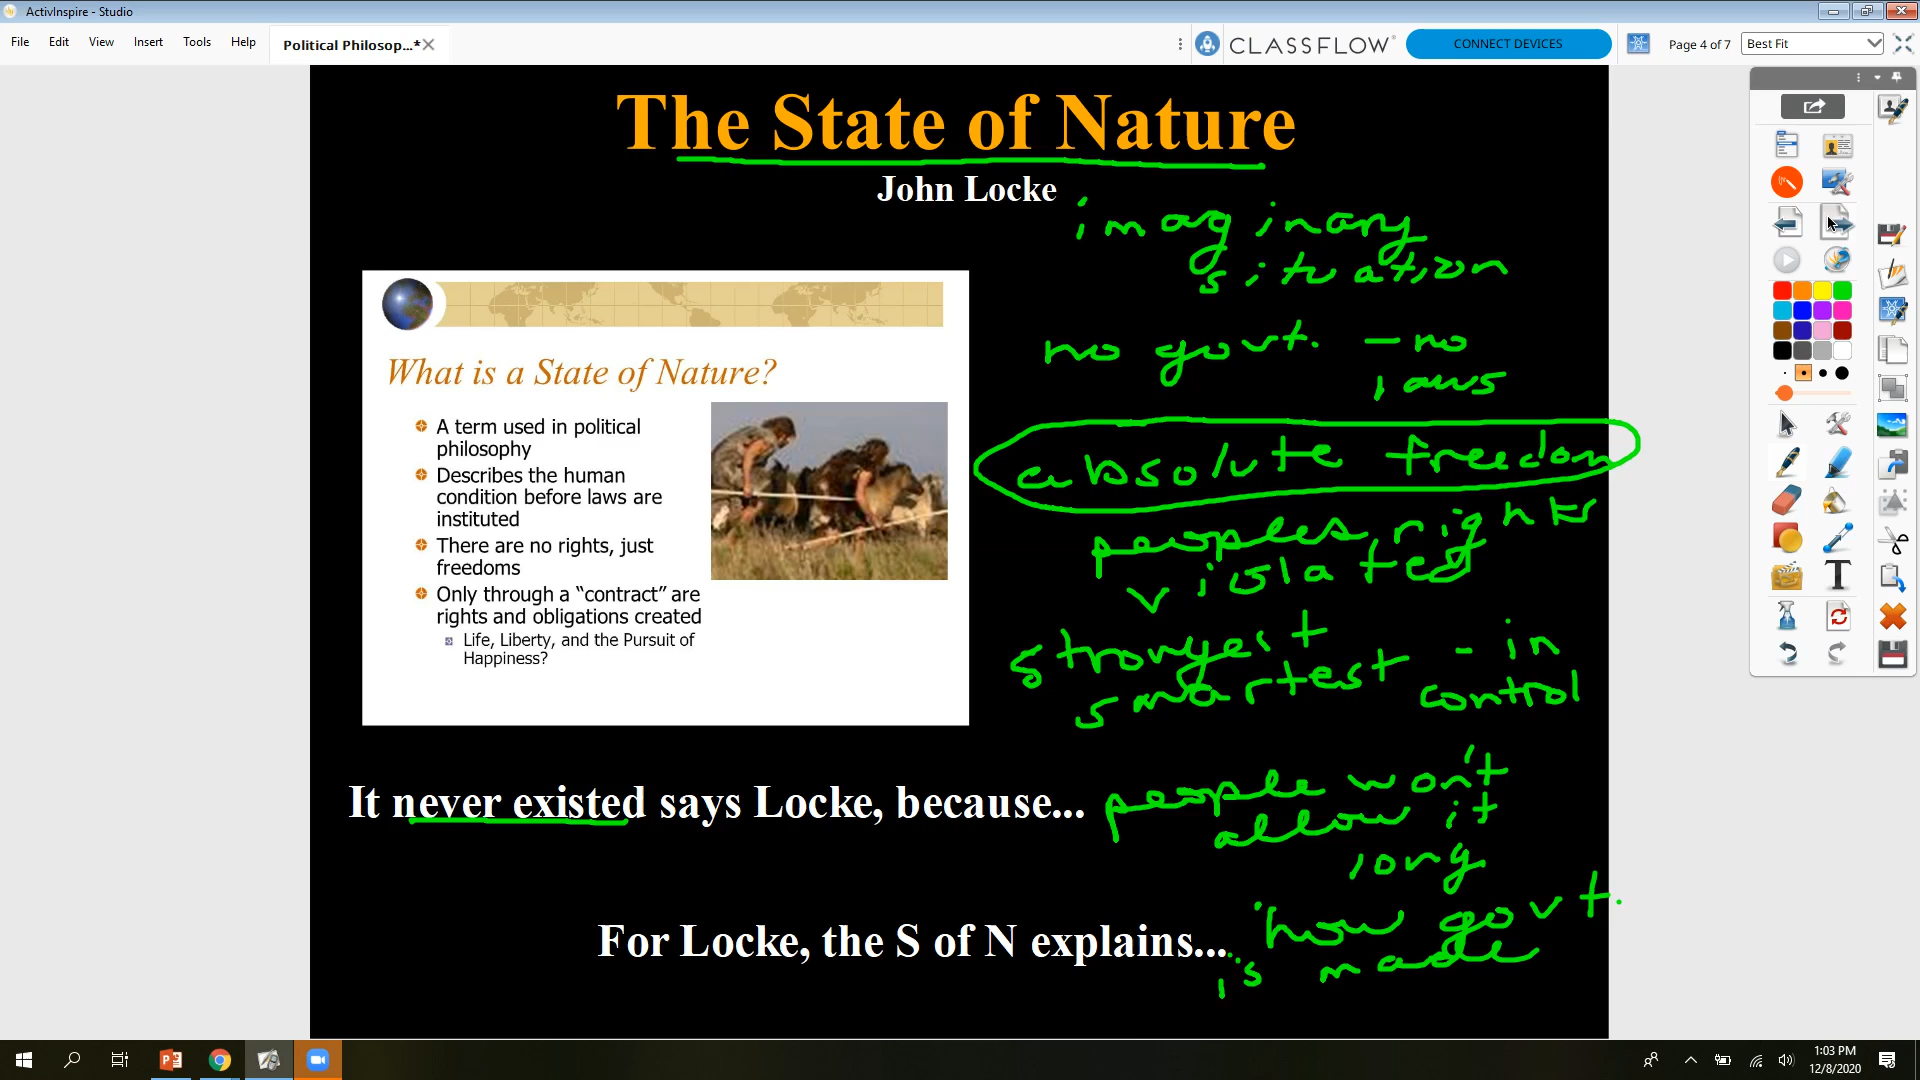 ActivInspire - Studio
File Edit View Insert Tools Help
Political Philosop...*
CLASSFLOW
CONNECT DEVICES
Page 4 of 7
Best Fit
The State of Nature
John Locke
imaginary
situation
no govt. - no
laws
absolute freedom
peoples rights
violated
strongest
smartest - in
control
What is a State of Nature?
A term used in political
philosophy
Describes the human
condition before laws are
instituted
There are no rights, just
freedoms
Only through a “contract” are
rights and obligations created
Life, Liberty, and the Pursuit of
Happiness?
It never existed says Locke, because...
people won't
allow it
long
For Locke, the S of N explains...
how govt.
is made
1:03 PM
12/8/2020